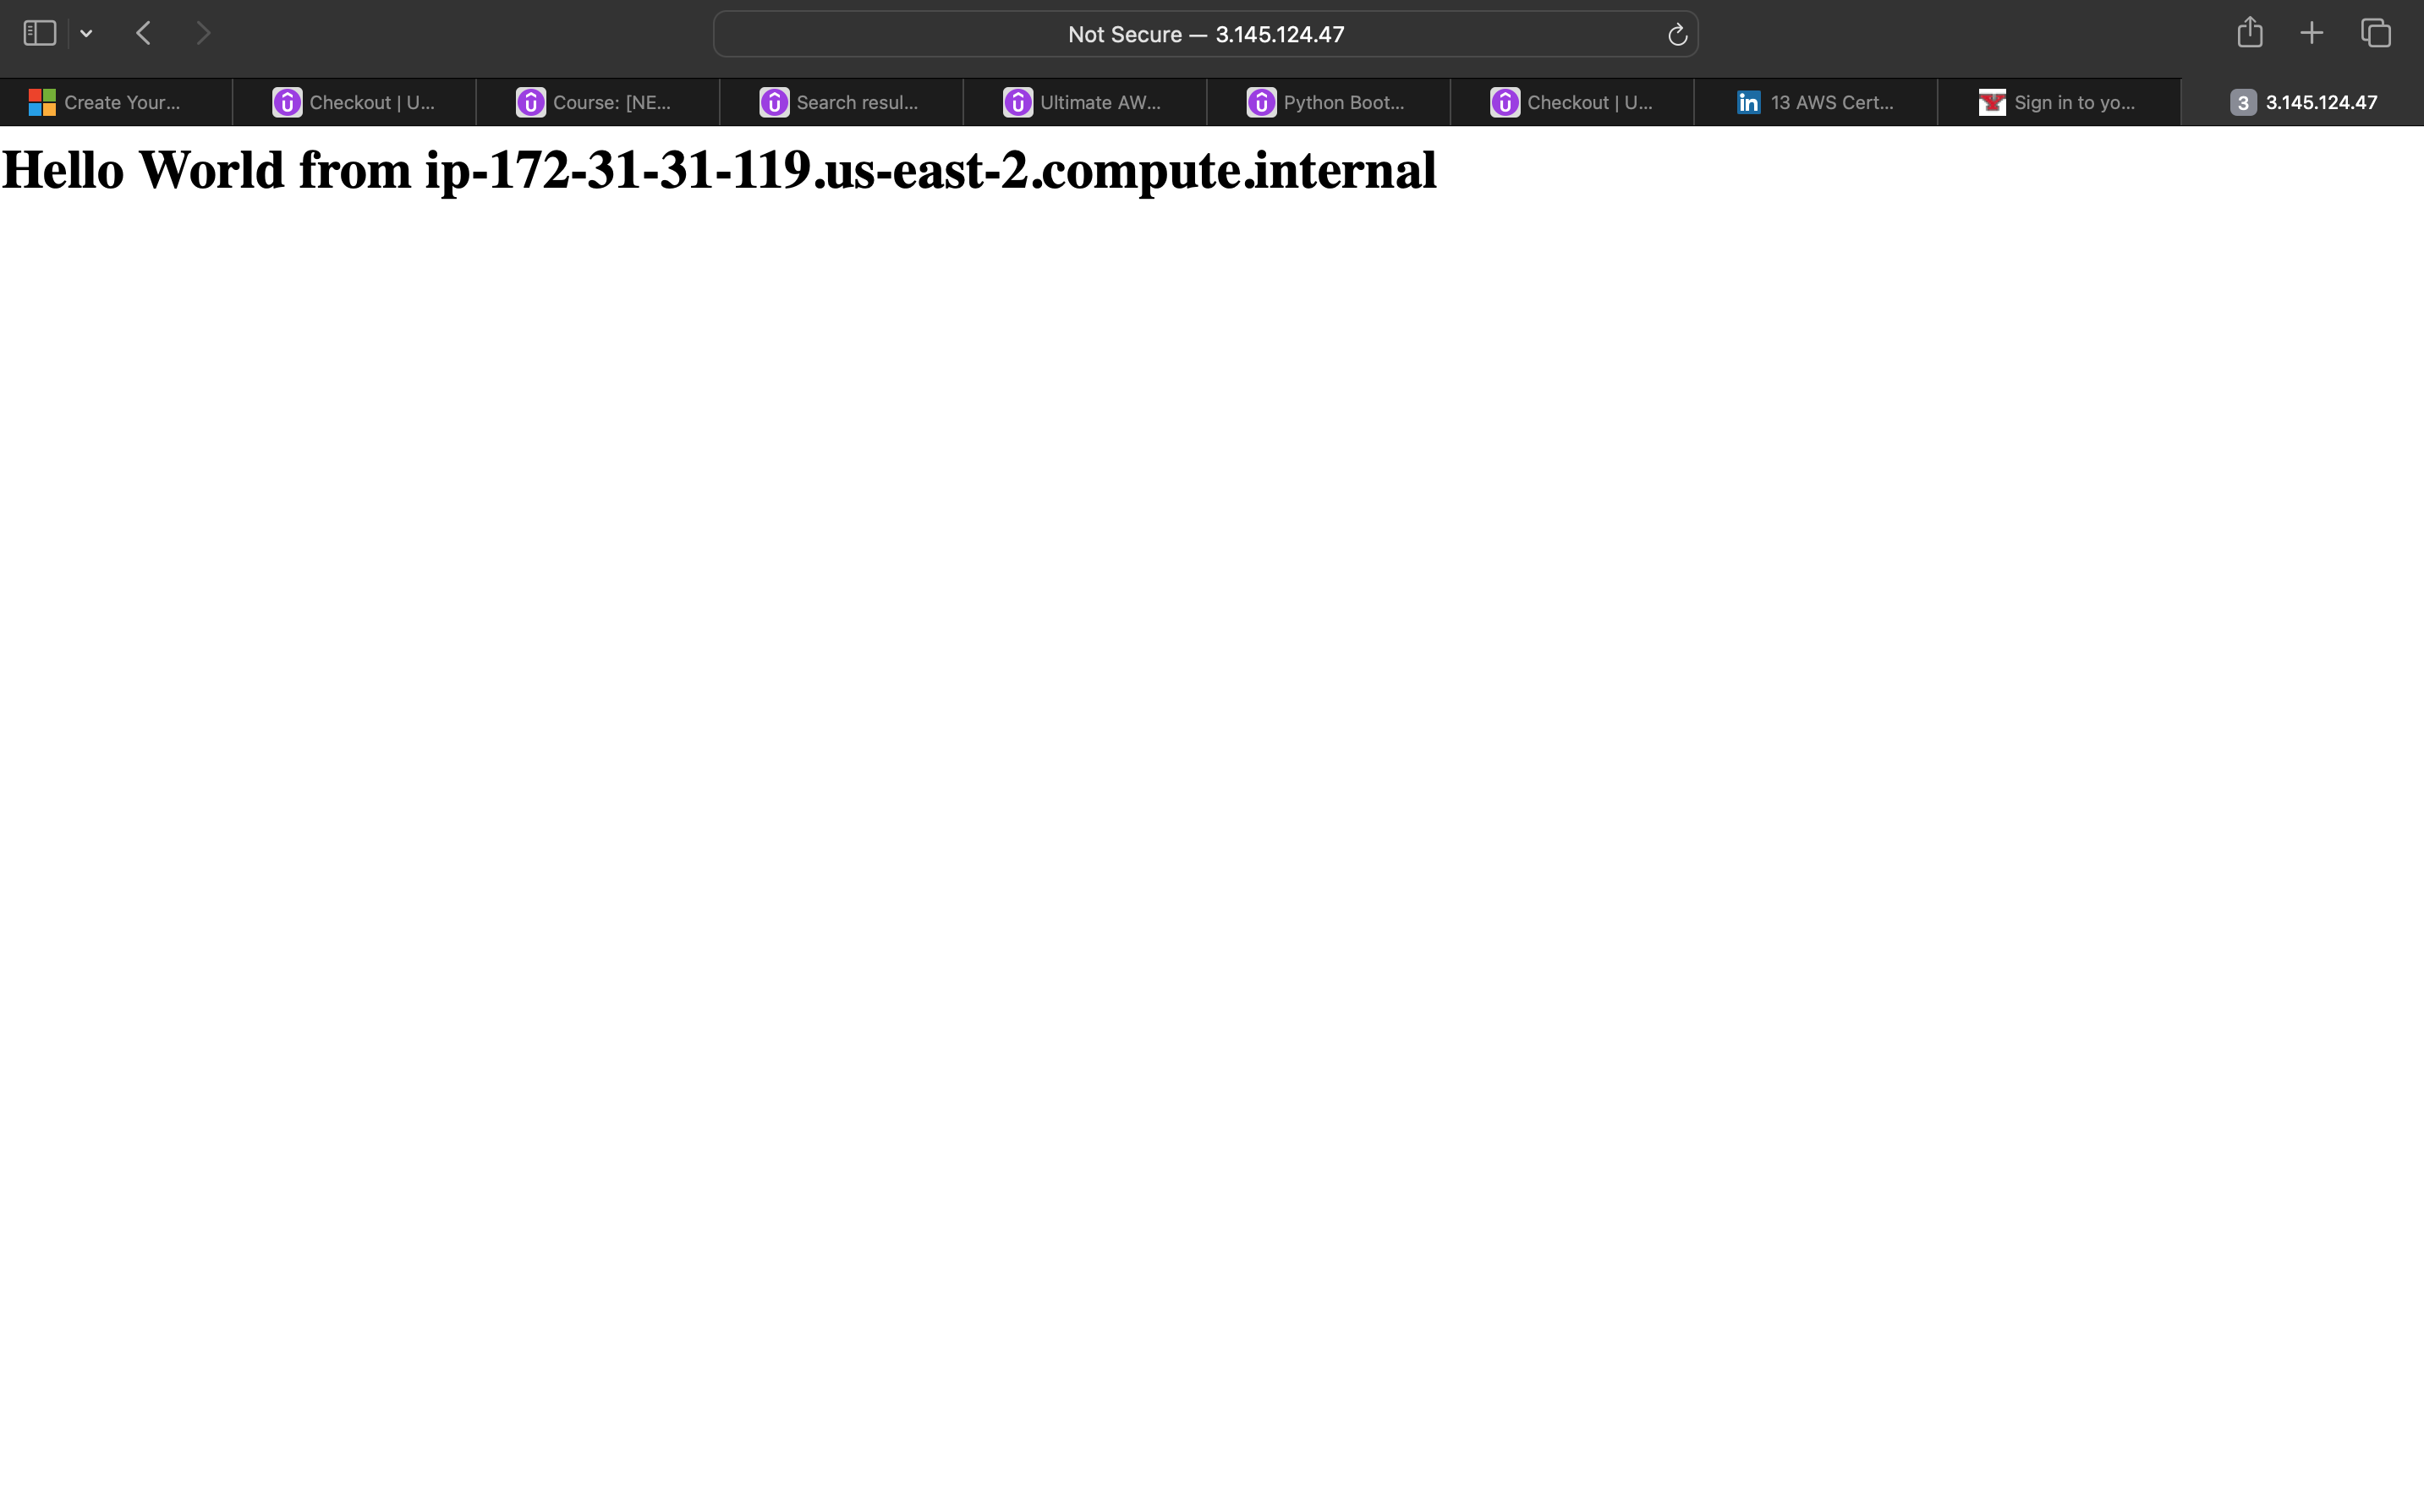 Not Secure — 3.145.124.47
Create Your...
Checkout | U...
Course: [NE...
Search resul...
Ultimate AW...
Python Boot...
Checkout | U...
in 13 AWS Cert...
Y Sign in to yo...
3 3.145.124.47
Hello World from ip-172-31-31-119.us-east-2.compute.internal